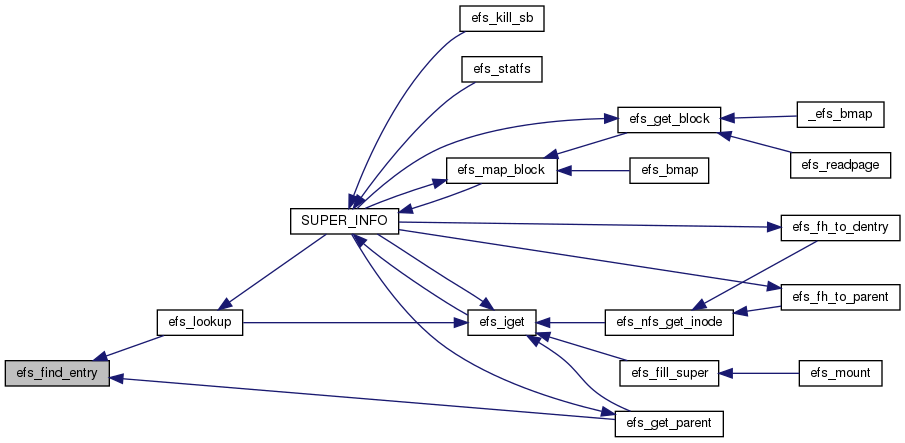 efs_kill_sb
efs_statfs
efs_get_block
_efs_bmap
efs_readpage
efs_map_block
efs_bmap
SUPER_INFO
efs_fh_to_dentry
efs_fh_to_parent
efs_lookup
efs_iget
efs_nfs_get_inode
efs_find_entry
efs_fill_super
efs_mount
efs_get_parent